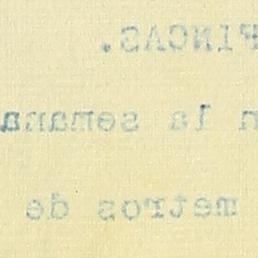 FINCAS.
n la semana
metros de